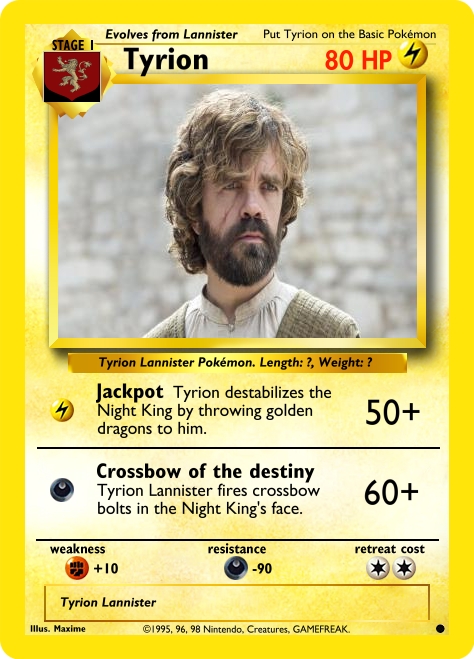 Evolves from Lannister Put Tyrion on the Basic Pokémon
STAGE 1
Tyrion 80 HP
Tyrion Lannister Pokémon. Length: ?, Weight: ?
Jackpot Tyrion destabilizes the
Night King by throwing golden
dragons to him.
50+
Crossbow of the destiny
Tyrion Lannister fires crossbow
bolts in the Night King's face.
60+
weakness resistance retreat cost
+10 -90
Tyrion Lannister
Illus. Maxime ©1995, 96, 98 Nintendo, Creatures, GAMEFREAK.